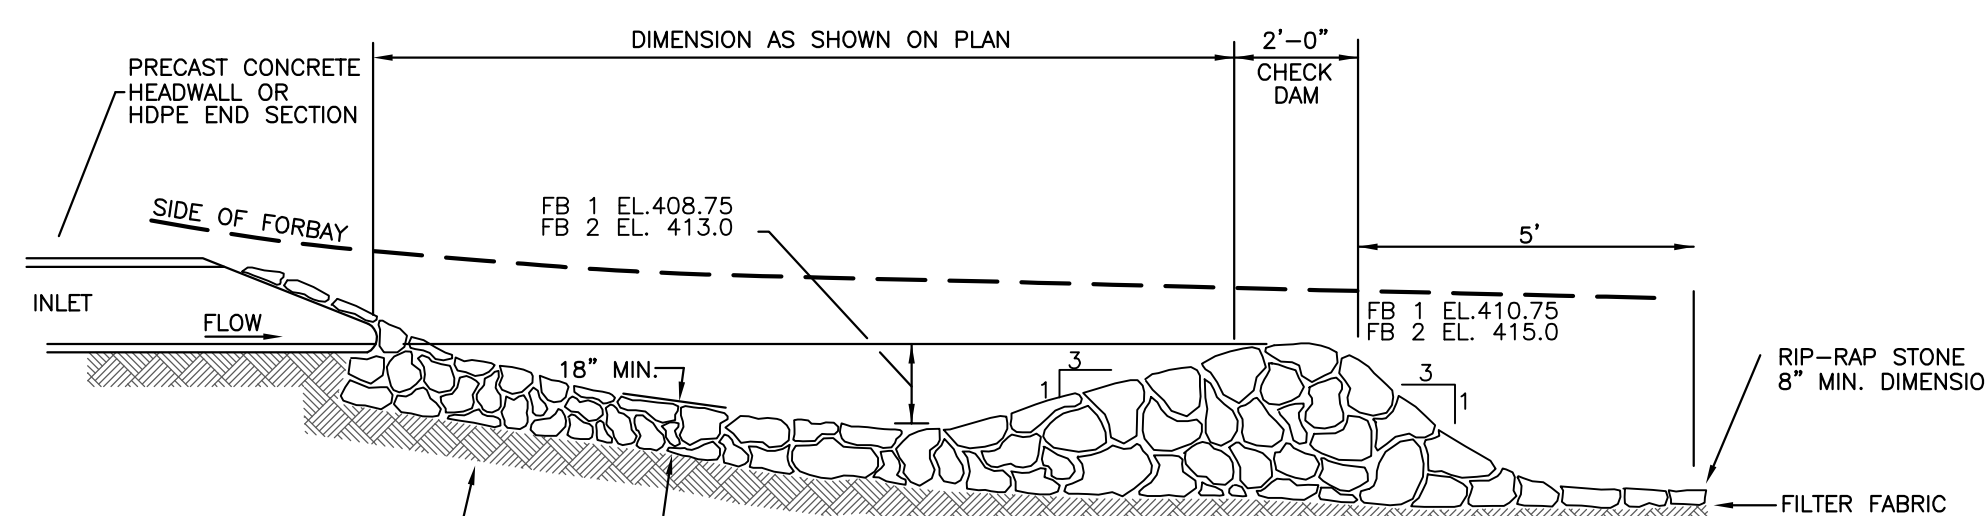 DIMENSION AS SHOWN ON PLAN
2'-0"
CHECK
DAM
PRECAST CONCRETE
HEADWALL OR
HDPE END SECTION
SIDE OF FORBAY
FB 1 EL.408.75
FB 2 EL. 413.0
5'
INLET
FLOW
FB 1 EL.410.75
FB 2 EL. 415.0
18" MIN.
3
1
3
1
RIP-RAP STONE
8" MIN. DIMENSIO
FILTER FABRIC